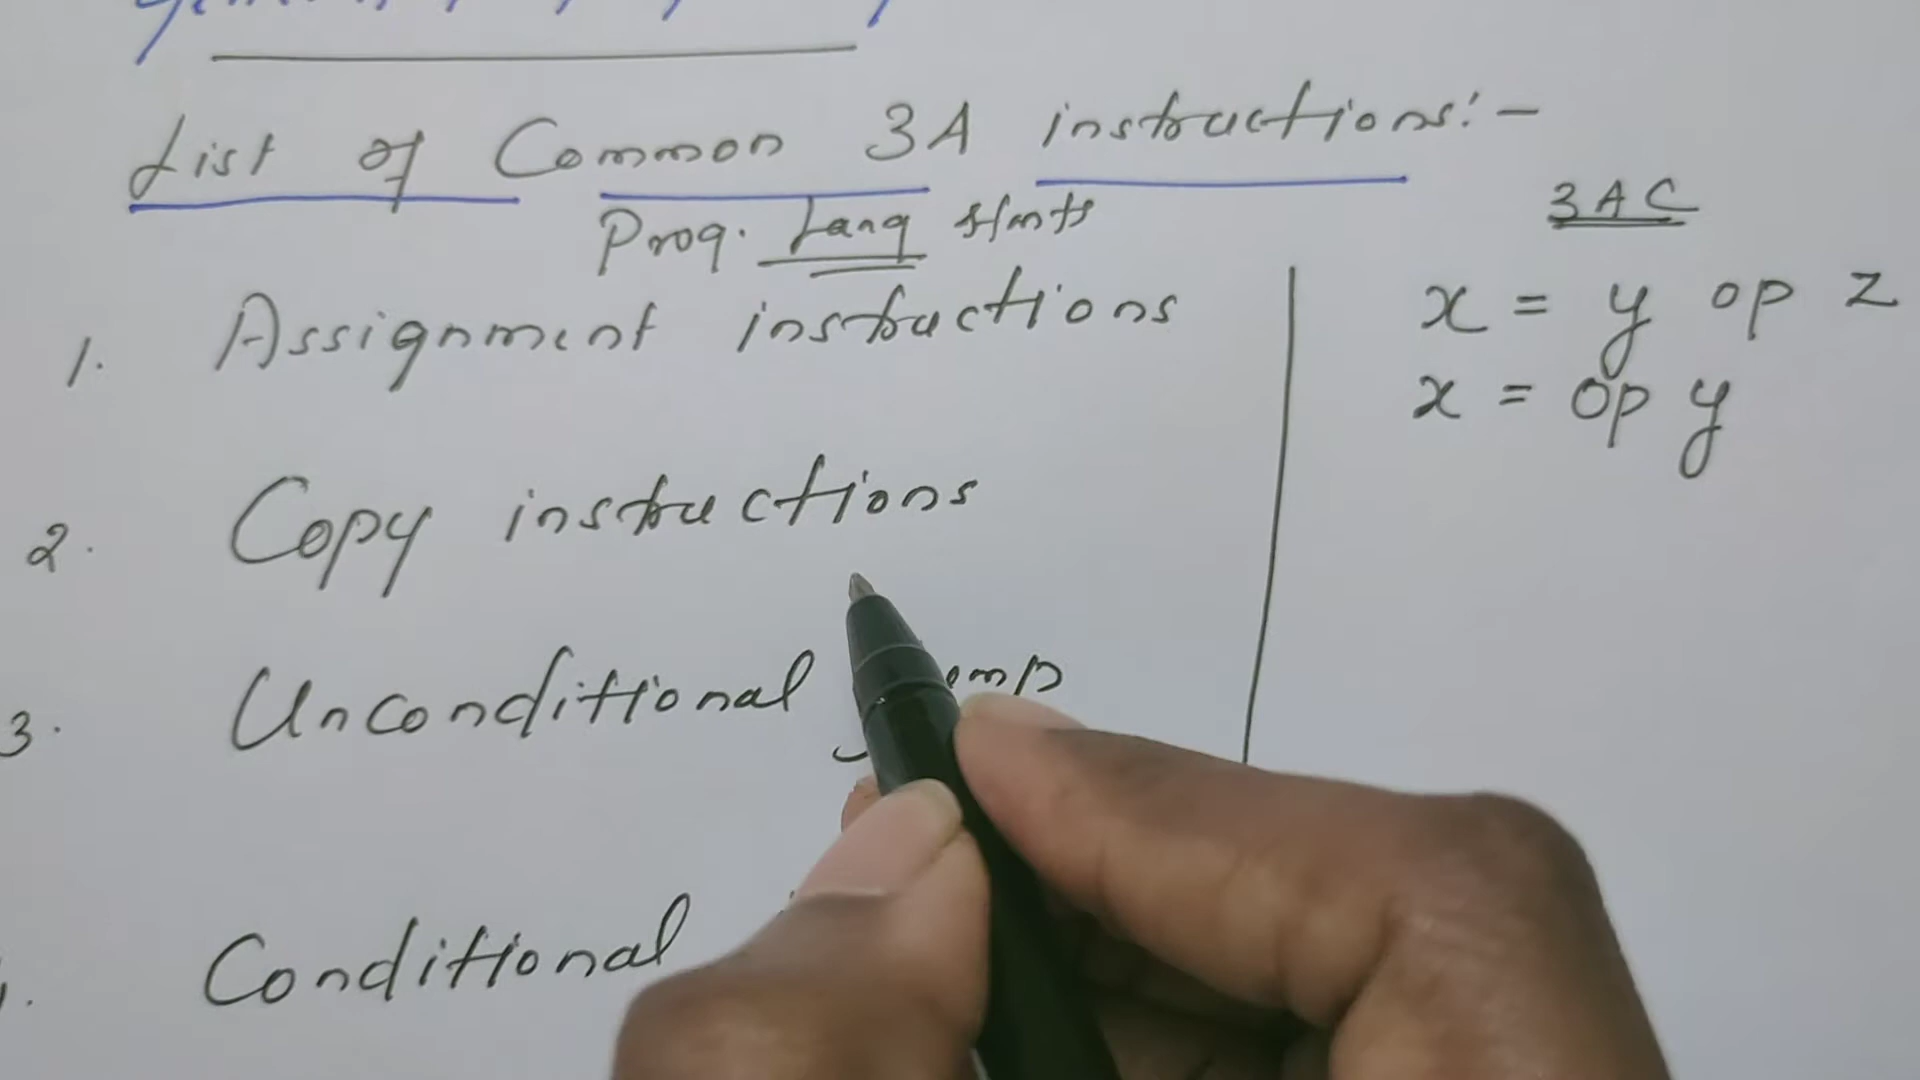 List of Common 3A instructions:-
Prog. Lang stmts
3AC
1. Assignment instructions
x = y op z
x = op y
2. Copy instructions
3. Unconditional
Conditional